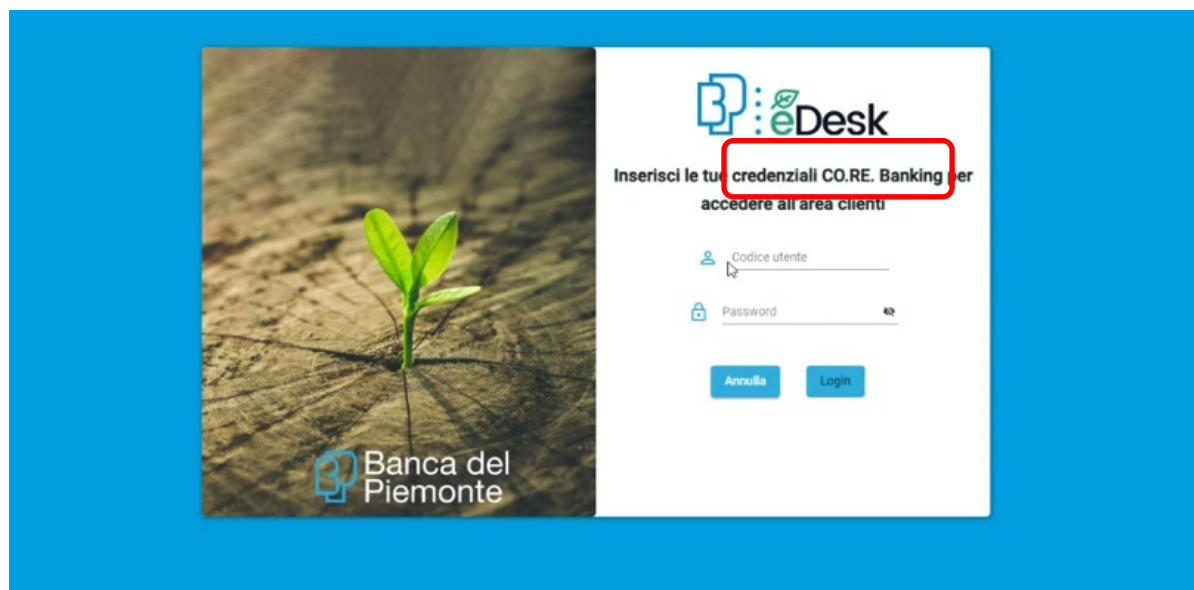 Banca del
Piemonte
BP eDesk
Inserisci le tue credenziali CO.RE. Banking per
accedere all'area clienti
Codice utente
Password
Annulla
Login